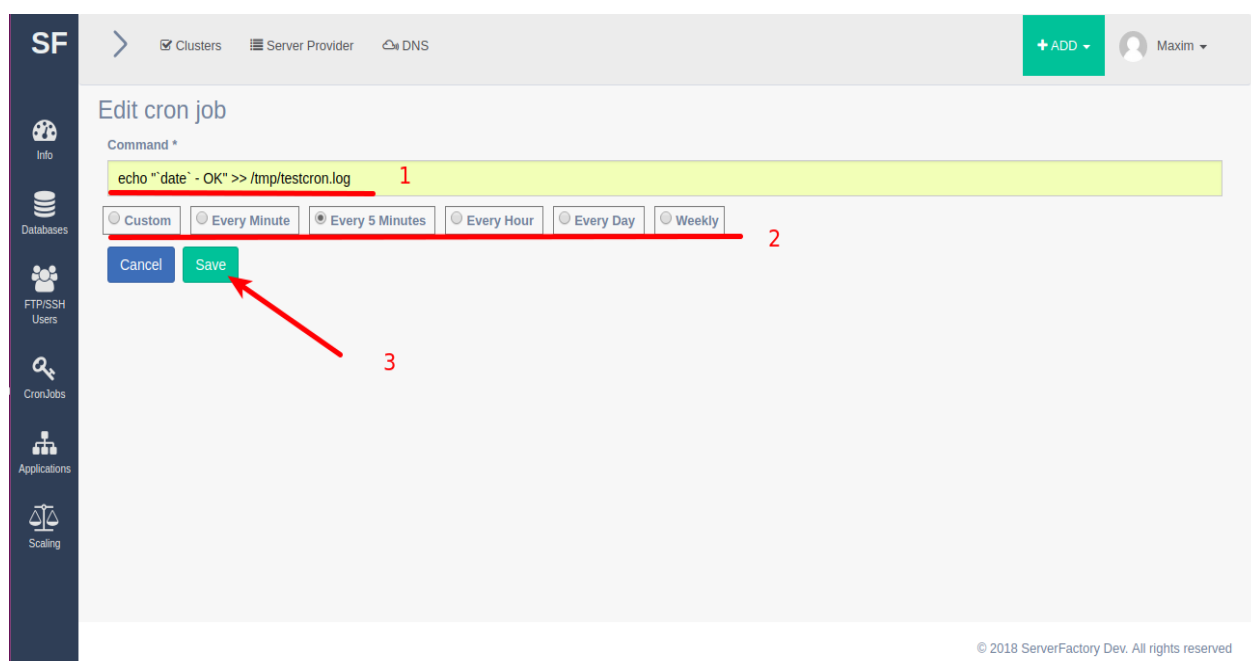 SF
Clusters Server Provider DNS
+ ADD Maxim
Info
Databases
FTP/SSH
Users
CronJobs
Applications
Scaling
Edit cron job
Command *
echo "`date` - OK" >> /tmp/testcron.log 1
Custom Every Minute Every 5 Minutes Every Hour Every Day Weekly
2
Cancel Save
3
© 2018 ServerFactory Dev. All rights reserved